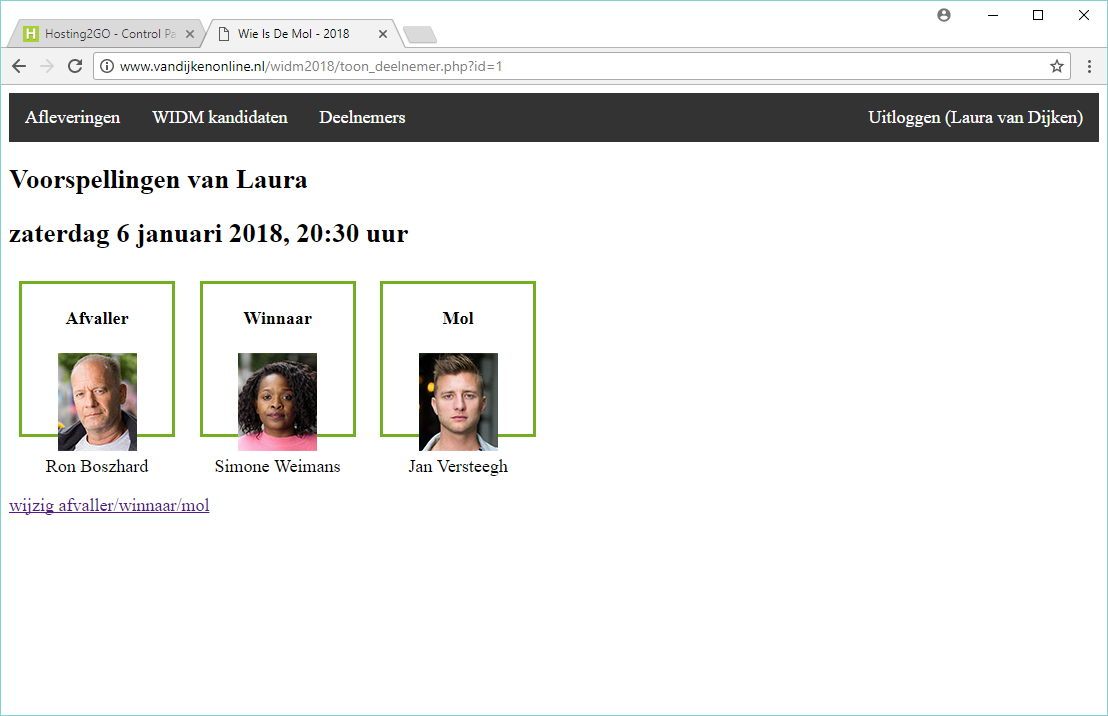 Hosting2GO - Control Pa
Wie Is De Mol - 2018
www.vandijkenonline.nl/widm2018/toon_deelnemer.php?id=1
Afleveringen WIDM kandidaten Deelnemers Uitloggen (Laura van Dijken)
Voorspellingen van Laura
zaterdag 6 januari 2018, 20:30 uur
Afvaller Winnaar Mol
Ron Boszhard Simone Weimans Jan Versteegh
wijzig afvaller/winnaar/mol